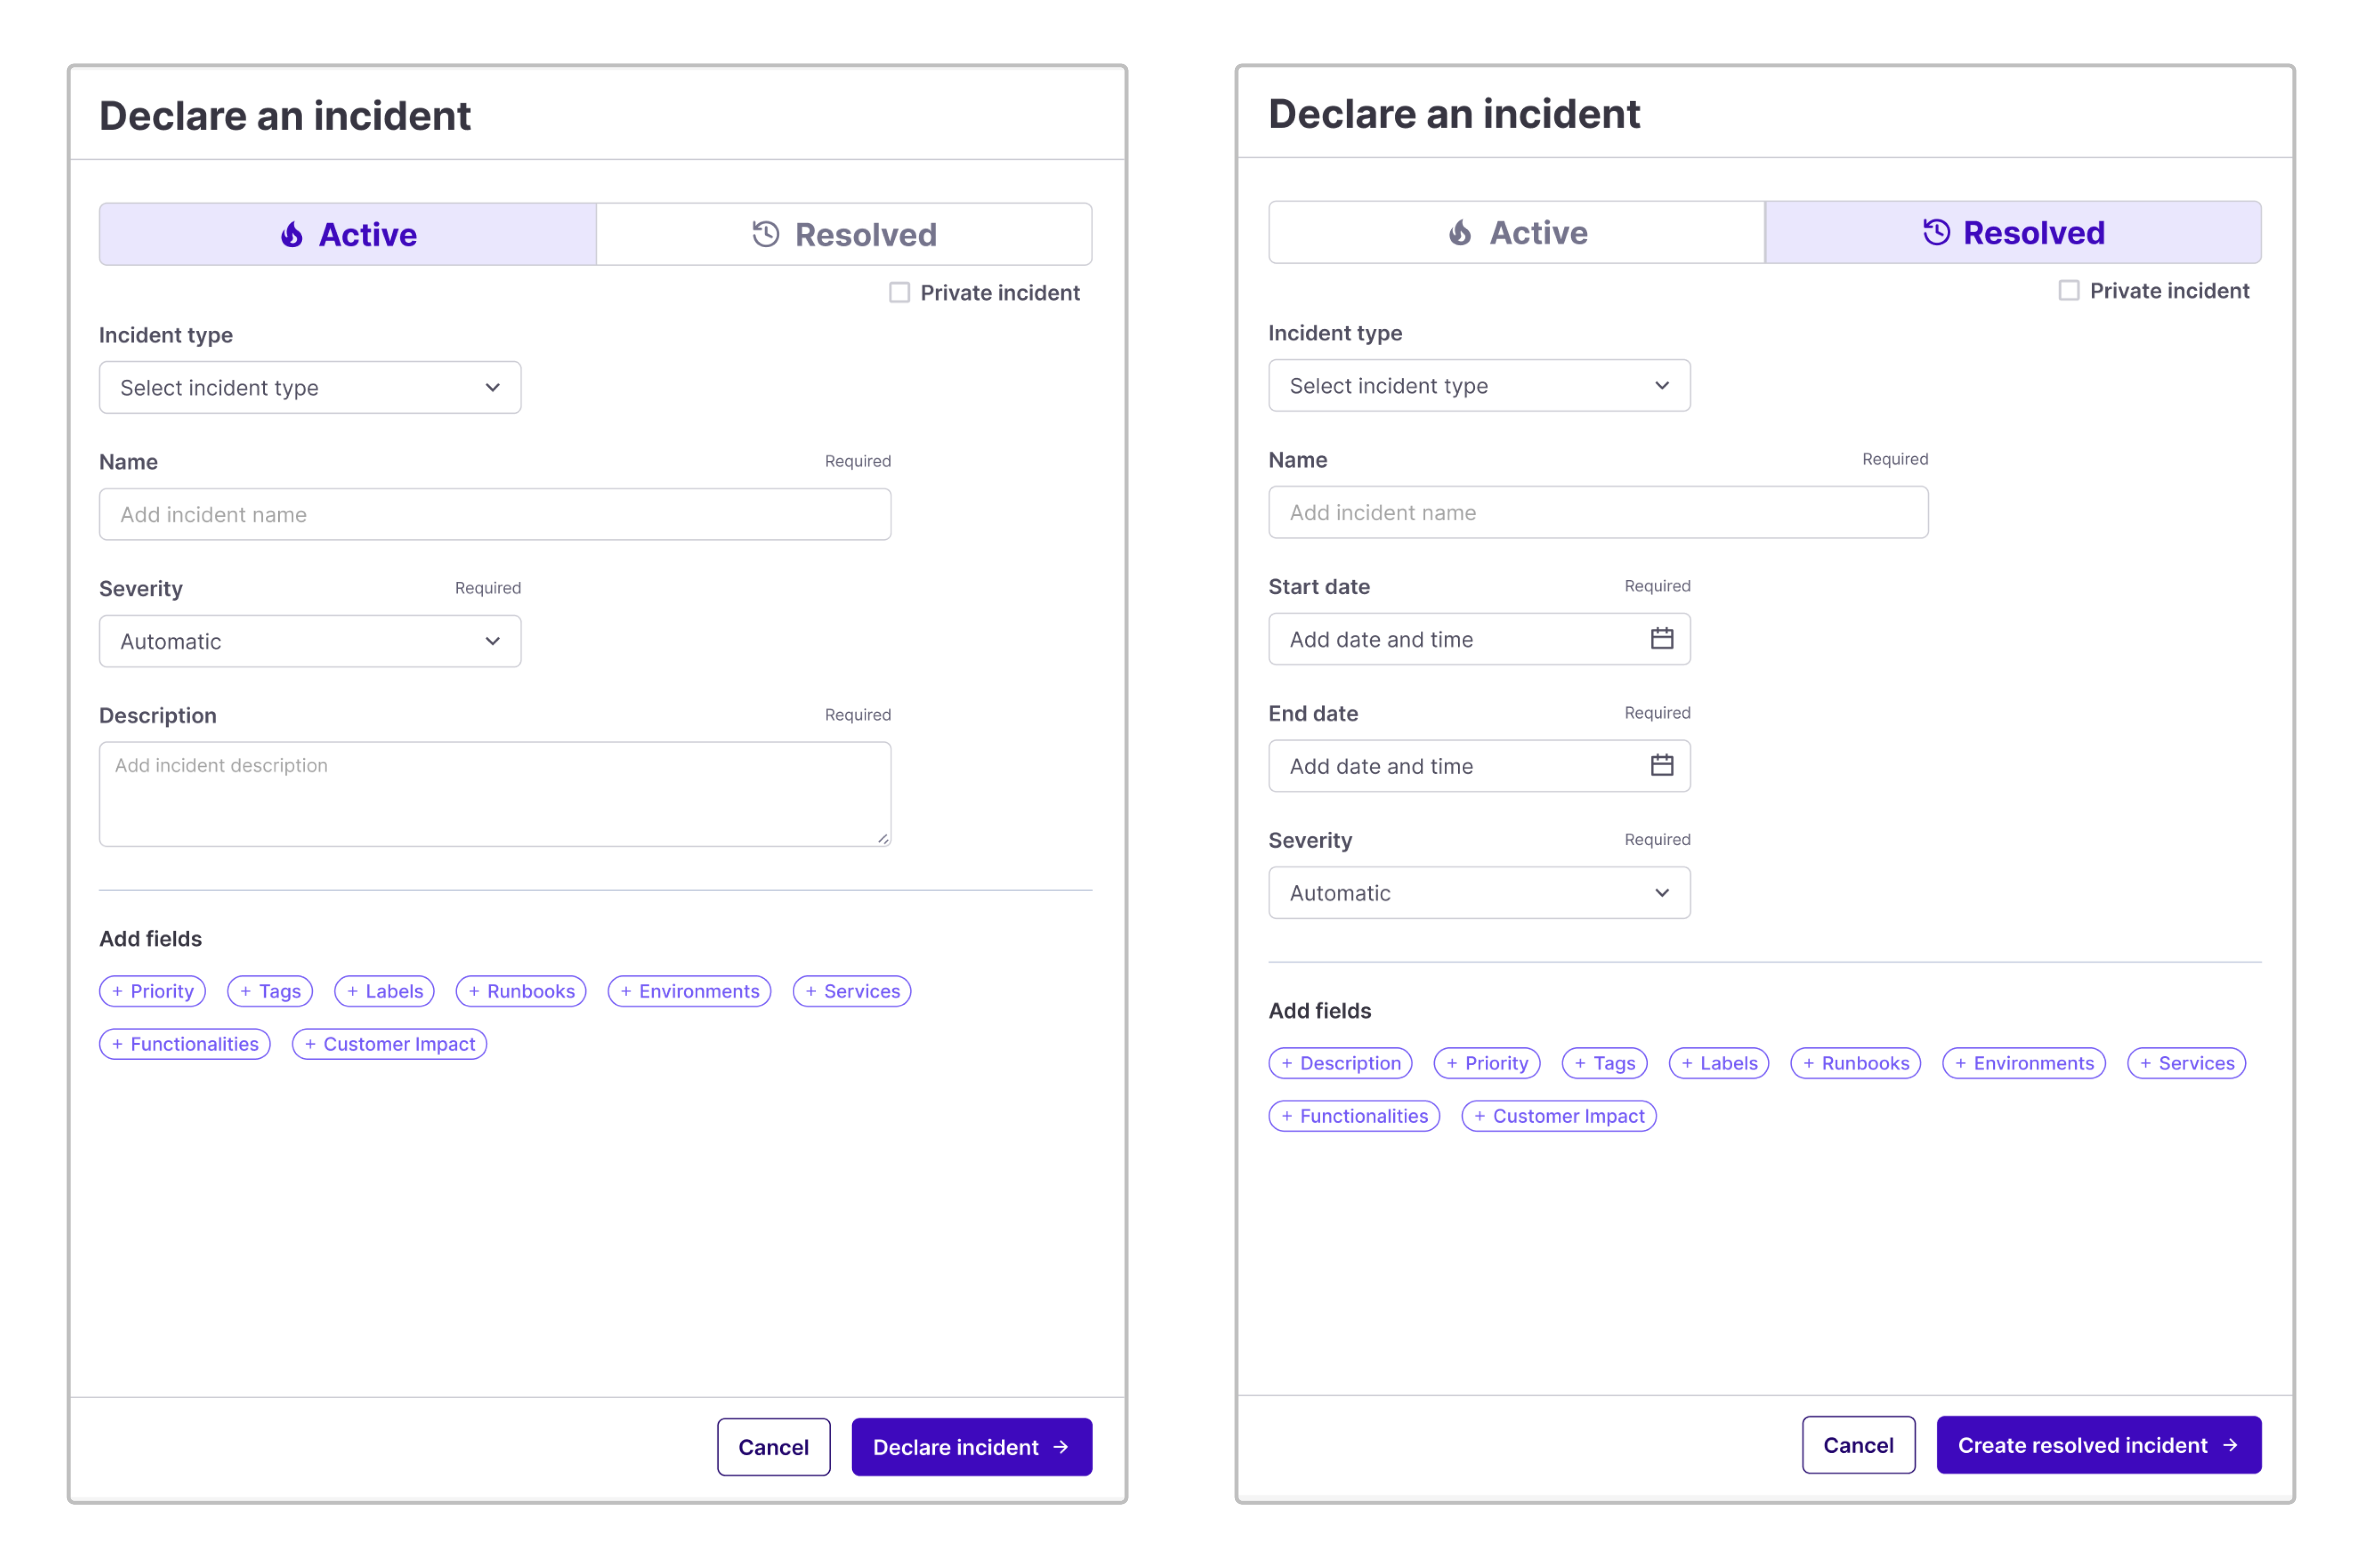 Declare an incident
Active
Resolved
Private incident
Incident type
Select incident type
Name Required
Add incident name
Severity Required
Automatic
Description Required
Add incident description
Add fields
+ Priority + Tags + Labels + Runbooks + Environments + Services
+ Functionalities + Customer Impact
Cancel Declare incident →
Declare an incident
Active
Resolved
Private incident
Incident type
Select incident type
Name Required
Add incident name
Start date Required
Add date and time
End date Required
Add date and time
Severity Required
Automatic
Add fields
+ Description + Priority + Tags + Labels + Runbooks + Environments + Services
+ Functionalities + Customer Impact
Cancel Create resolved incident →